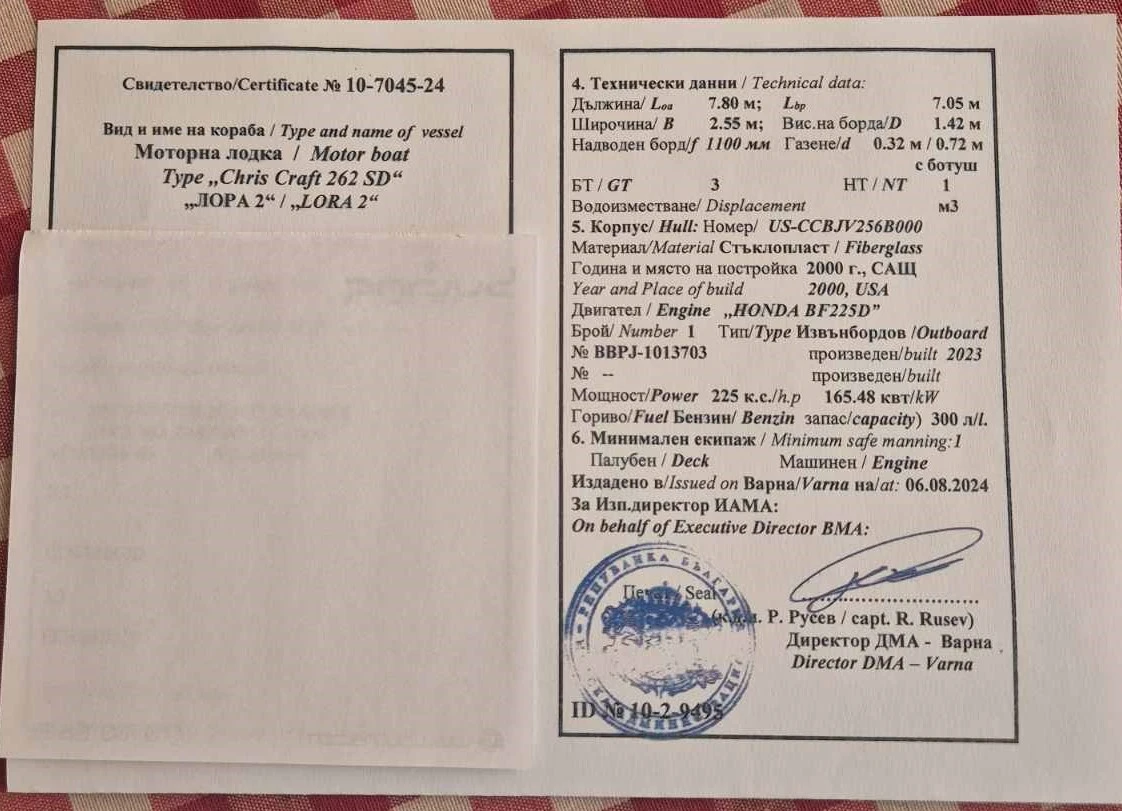 Свидетелство/Certificate № 10-7045-24
Вид и име на кораба / Type and name of vessel
Моторна лодка / Motor boat
Type „Chris Craft 262 SD“
„ЛОРА 2“ / „LORA 2“
4. Технически данни / Technical data:
Дължина/ Loa 7.80 м; Lbp 7.05 м
Широчина/ B 2.55 м; Вис.на борда/D 1.42 м
Надводен борд/f 1100 мм Газене/d 0.32 м / 0.72 м
с ботуш
БТ / GT 3 НТ / NT 1
Водоизместване/ Displacement м3
5. Корпус/ Hull: Номер/ US-CCBJV256B000
Материал/Material Стъклопласт / Fiberglass
Година и място на постройка 2000 г., САЩ
Year and Place of build 2000, USA
Двигател / Engine „HONDA BF225D”
Брой/ Number 1 Тип/Type Извънбордов /Outboard
№ BBPJ-1013703 произведен/built 2023
№ -- произведен/built
Мощност/Power 225 к.с./h.p 165.48 квт/kW
Гориво/Fuel Бензин/ Benzin запас/capacity) 300 л/l.
6. Минимален екипаж / Minimum safe manning:1
Палубен / Deck Машинен / Engine
Издадено в/Issued on Варна/Varna на/at: 06.08.2024
За Изп.директор ИАМА:
On behalf of Executive Director BMA:
Печат / Seal
Р. Русев / capt. R. Rusev)
Директор ДМА - Варна
Director DMA – Varna
РЕПУБЛИКА БЪЛГАРИЯ
АДМИНИСТРАЦИЯ
ID № 10-2-9495